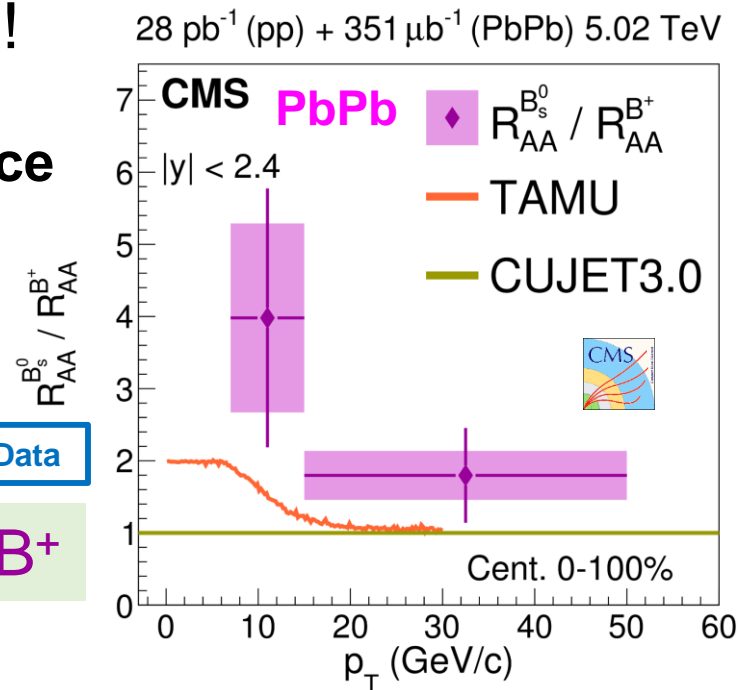 !
28 pb⁻¹ (pp) + 351 μb⁻¹ (PbPb) 5.02 TeV
CMS PbPb
R_AA^{B_s^0} / R_AA^{B^+}
ce
|y| < 2.4
TAMU
CUJET3.0
R_AA^{B_s^0} / R_AA^{B^+}
CMS
Data
B⁺
Cent. 0-100%
7
6
5
4
3
2
1
0
0 10 20 30 40 50 60
p_T (GeV/c)